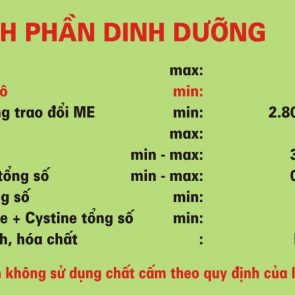 H PHẦN DINH DƯỠNG
max:
ô min:
g trao đổi ME min: 2.80
max:
min - max: 3
tổng số min - max: 0
g số min:
e + Cystine tổng số min:
h, hóa chất :
không sử dụng chất cấm theo quy định của